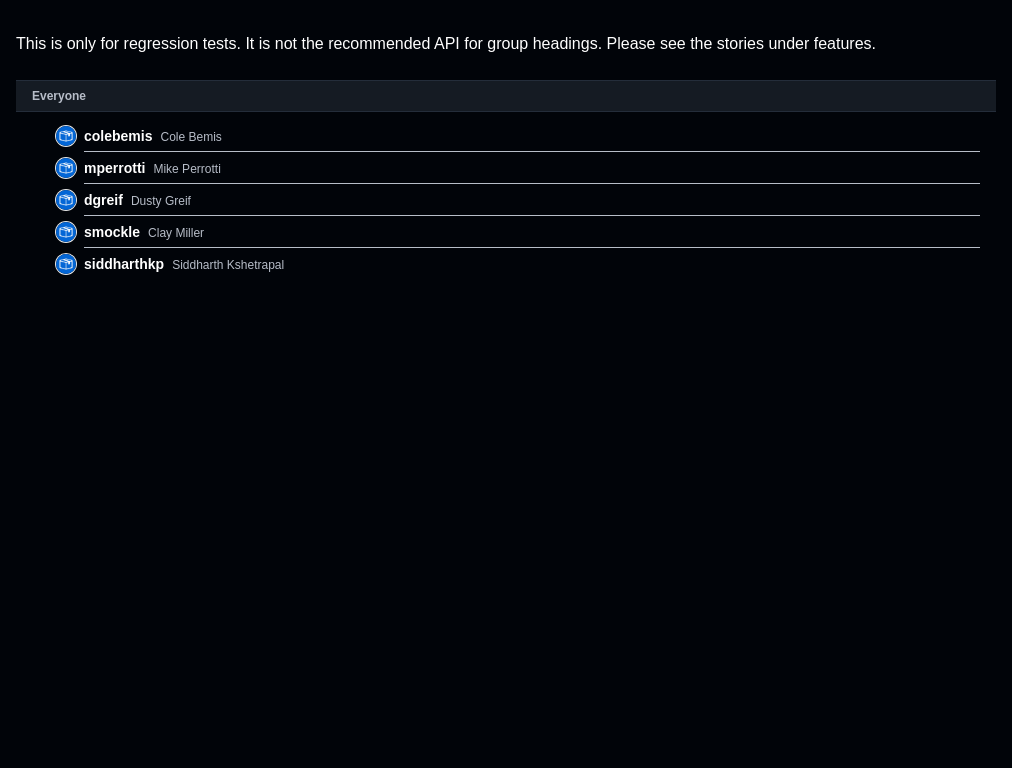 This is only for regression tests. It is not the recommended API for group headings. Please see the stories under features.
Everyone
colebemis Cole Bemis
mperrotti Mike Perrotti
dgreif Dusty Greif
smockle Clay Miller
siddharthkp Siddharth Kshetrapal